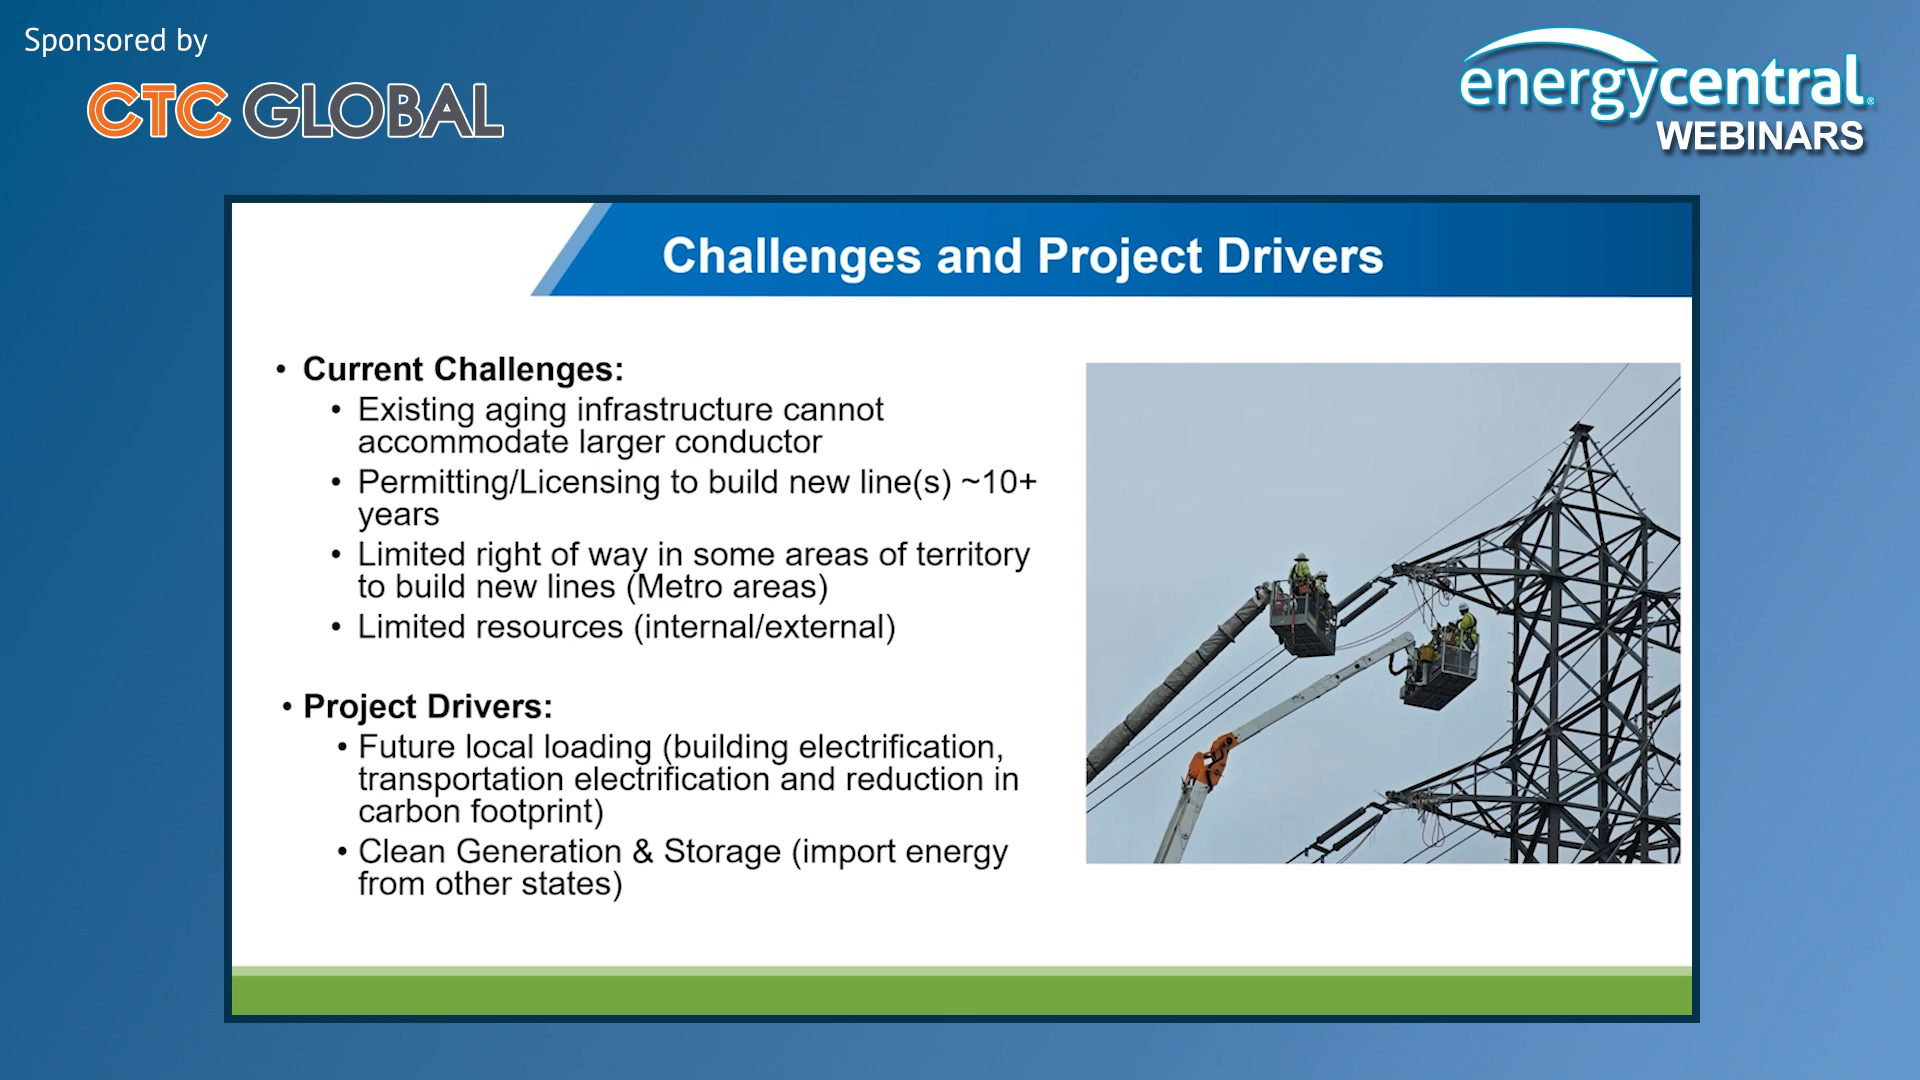 Sponsored by
CTC GLOBAL
energycentral®
WEBINARS
Challenges and Project Drivers
• Current Challenges:
• Existing aging infrastructure cannot
accommodate larger conductor
• Permitting/Licensing to build new line(s) ~10+
years
• Limited right of way in some areas of territory
to build new lines (Metro areas)
• Limited resources (internal/external)
• Project Drivers:
• Future local loading (building electrification,
transportation electrification and reduction in
carbon footprint)
• Clean Generation & Storage (import energy
from other states)